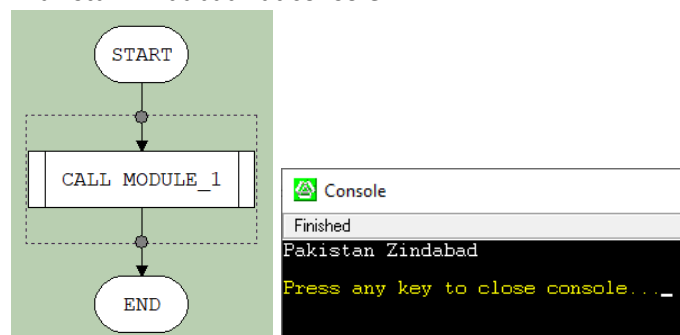 START
CALL MODULE_1
END
Console
Finished
Pakistan Zindabad
Press any key to close console..._